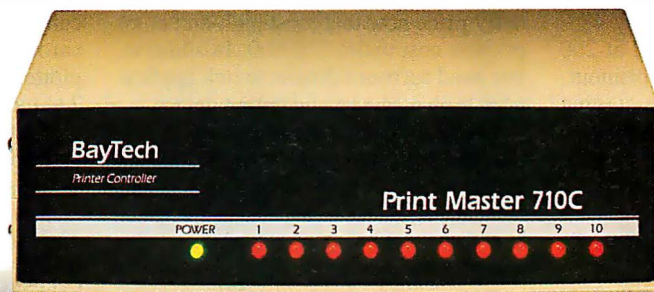 BayTech
Printer Controller
Print Master 710C
POWER 1 2 3 4 5 6 7 8 9 10